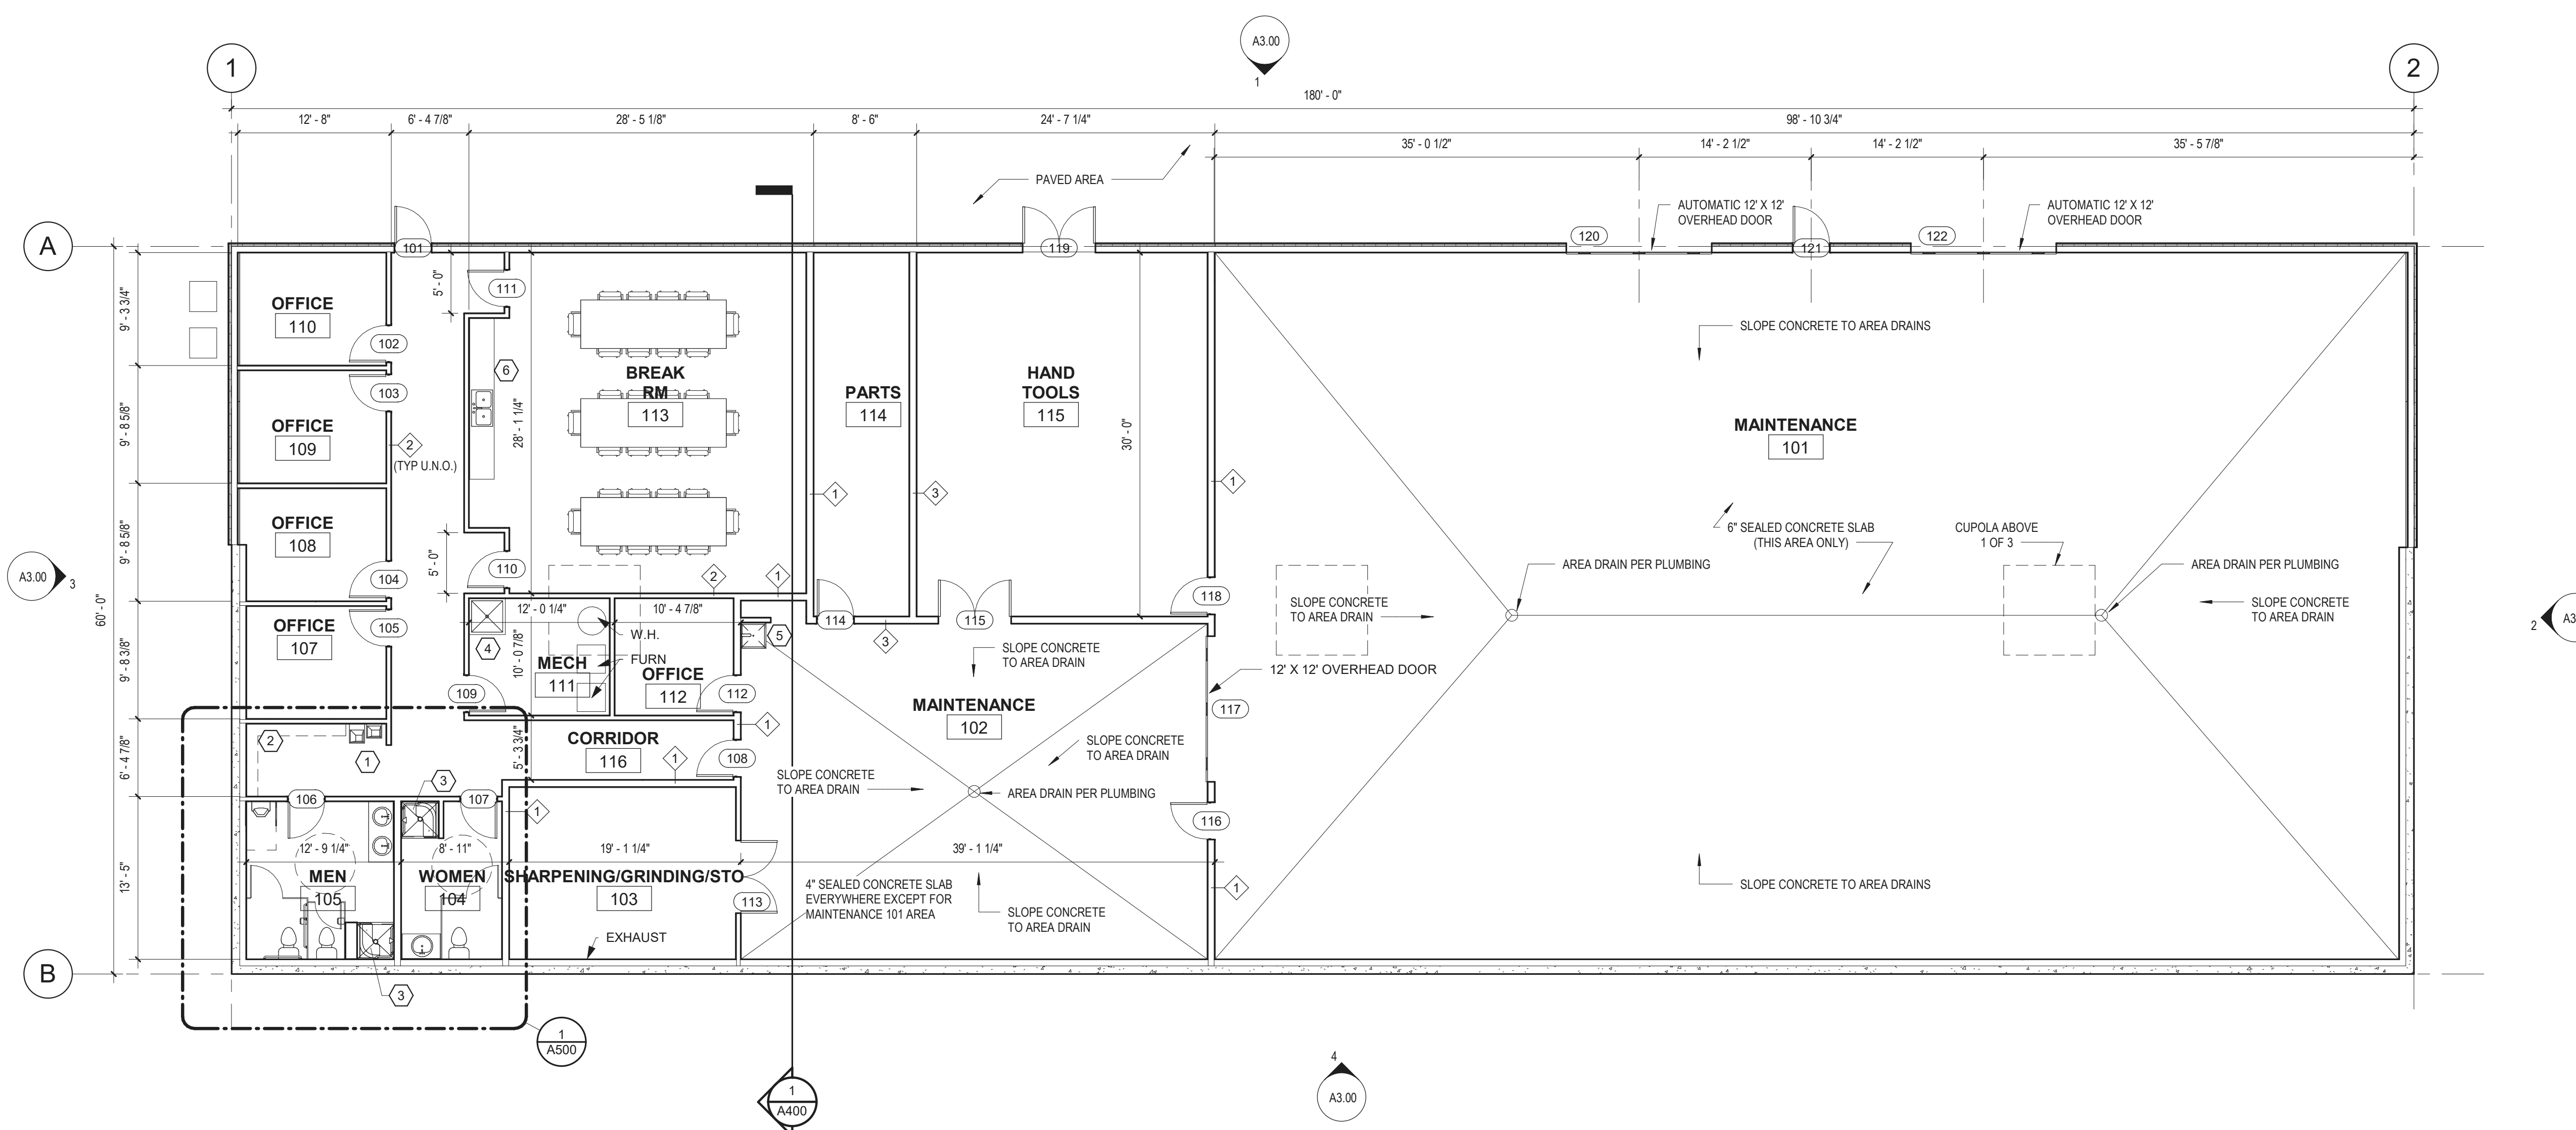 A3.00
1
1
2
180' - 0"
12' - 8"
6' - 4 7/8"
28' - 5 1/8"
8' - 6"
24' - 7 1/4"
98' - 10 3/4"
35' - 0 1/2"
14' - 2 1/2"
14' - 2 1/2"
35' - 5 7/8"
PAVED AREA
AUTOMATIC 12' X 12'
OVERHEAD DOOR
AUTOMATIC 12' X 12'
OVERHEAD DOOR
A
101
119
120
121
122
5' - 0"
111
9' - 3 3/4"
OFFICE
110
102
SLOPE CONCRETE TO AREA DRAINS
6
BREAK
RM
113
PARTS
114
HAND
TOOLS
115
103
9' - 8 5/8"
OFFICE
109
2
(TYP U.N.O.)
28' - 1 1/4"
30' - 0"
MAINTENANCE
101
1
3
1
9' - 8 5/8"
OFFICE
108
104
5' - 0"
110
2
1
6" SEALED CONCRETE SLAB
(THIS AREA ONLY)
CUPOLA ABOVE
1 OF 3
AREA DRAIN PER PLUMBING
AREA DRAIN PER PLUMBING
A3.00
3
60' - 0"
118
SLOPE CONCRETE
TO AREA DRAIN
SLOPE CONCRETE
TO AREA DRAIN
2
A3
9' - 8 3/8"
OFFICE
107
105
12' - 0 1/4"
10' - 4 7/8"
114
115
3
5
W.H.
4
FURN
10' - 0 7/8"
MECH
111
OFFICE
112
109
112
SLOPE CONCRETE
TO AREA DRAIN
12' X 12' OVERHEAD DOOR
117
MAINTENANCE
102
1
6' - 4 7/8"
2
1
CORRIDOR
116
5' - 3 3/4"
1
108
SLOPE CONCRETE
TO AREA DRAIN
SLOPE CONCRETE
TO AREA DRAIN
AREA DRAIN PER PLUMBING
3
106
107
1
116
13' - 5"
12' - 9 1/4"
8' - 11"
19' - 1 1/4"
39' - 1 1/4"
MEN
105
WOMEN
104
SHARPENING/GRINDING/STO
103
113
4" SEALED CONCRETE SLAB
EVERYWHERE EXCEPT FOR
MAINTENANCE 101 AREA
SLOPE CONCRETE
TO AREA DRAIN
1
SLOPE CONCRETE TO AREA DRAINS
EXHAUST
B
3
1
A500
1
A400
4
A3.00